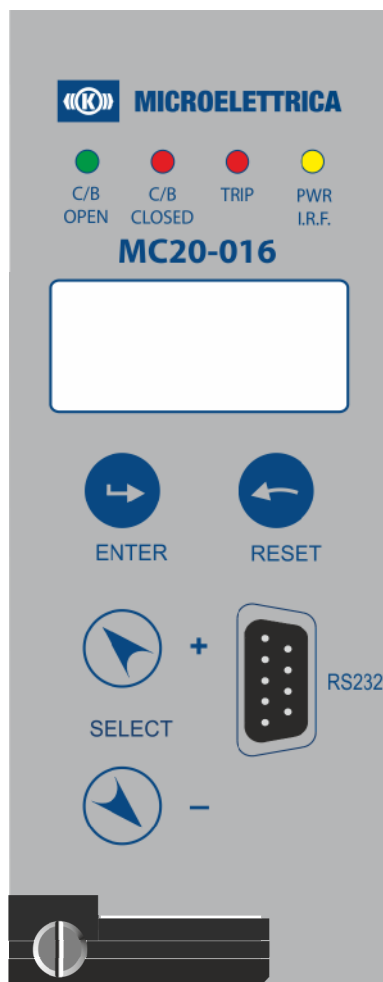 ((K)) MICROELETTRICA
C/B OPEN
C/B CLOSED
TRIP
PWR I.R.F.
MC20-016
ENTER
RESET
+
RS232
SELECT
–